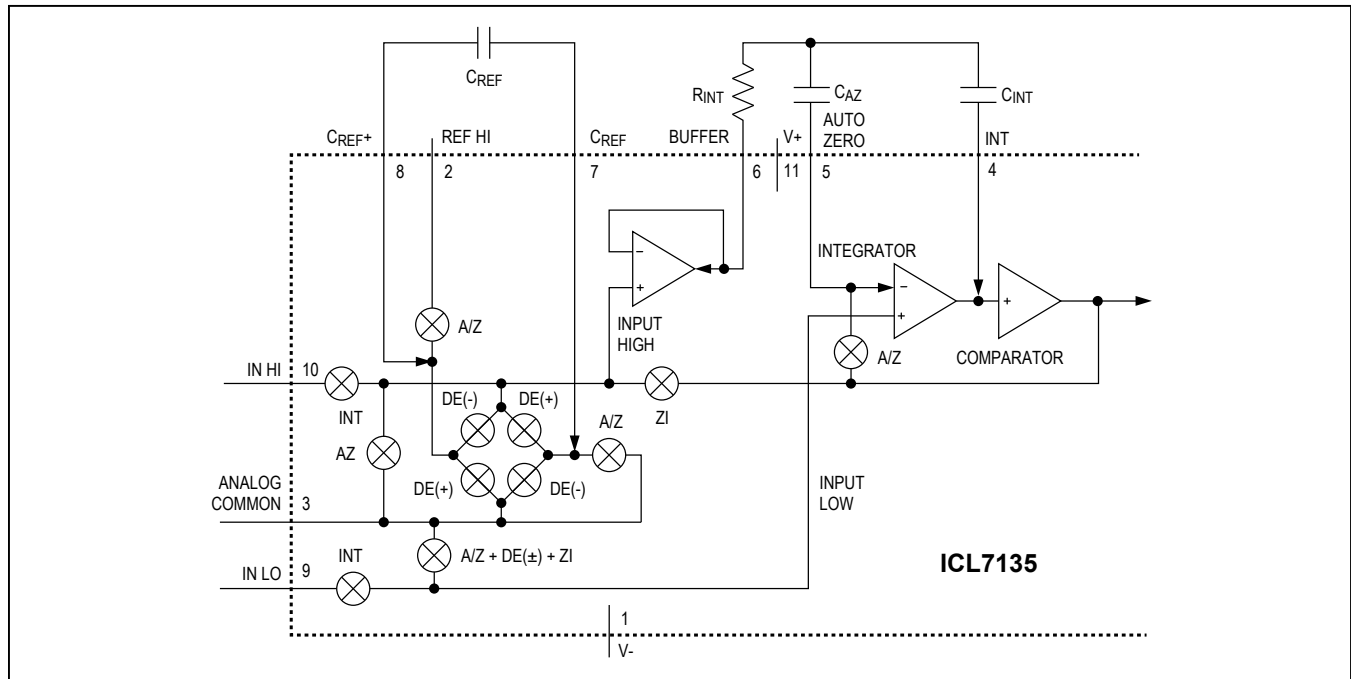 CREF
RINT
CAZ
CINT
CREF+
REF HI
CREF
BUFFER
V+
AUTO
ZERO
INT
8
2
7
6
11
5
4
INTEGRATOR
−
+
INPUT
HIGH
−
+
+
COMPARATOR
A/Z
A/Z
IN HI
10
INT
ZI
DE(-)
DE(+)
A/Z
AZ
DE(+)
DE(-)
ANALOG
COMMON
3
INPUT
LOW
A/Z + DE(±) + ZI
INT
IN LO
9
ICL7135
1
V-